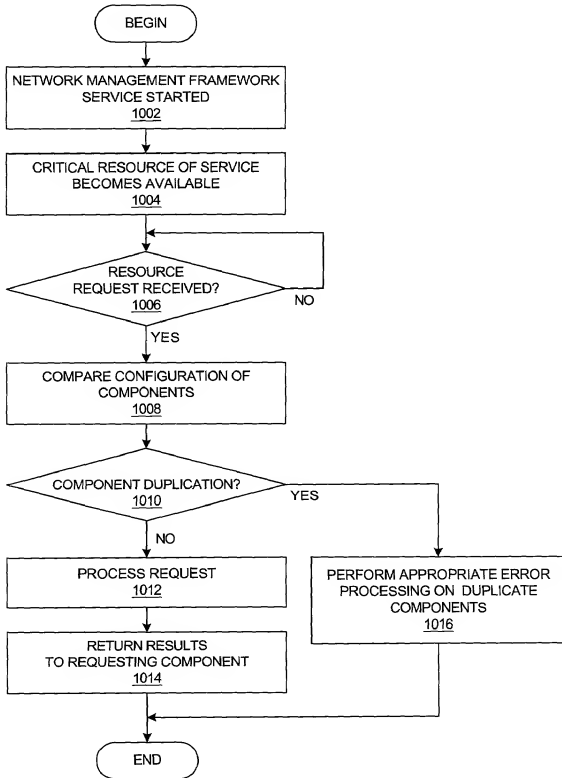 BEGIN
NETWORK MANAGEMENT FRAMEWORK
SERVICE STARTED
1002
CRITICAL RESOURCE OF SERVICE
BECOMES AVAILABLE
1004
RESOURCE
REQUEST RECEIVED?
1006
NO
YES
COMPARE CONFIGURATION OF
COMPONENTS
1008
COMPONENT DUPLICATION?
1010
YES
NO
PROCESS REQUEST
1012
PERFORM APPROPRIATE ERROR
PROCESSING ON DUPLICATE
COMPONENTS
1016
RETURN RESULTS
TO REQUESTING COMPONENT
1014
END